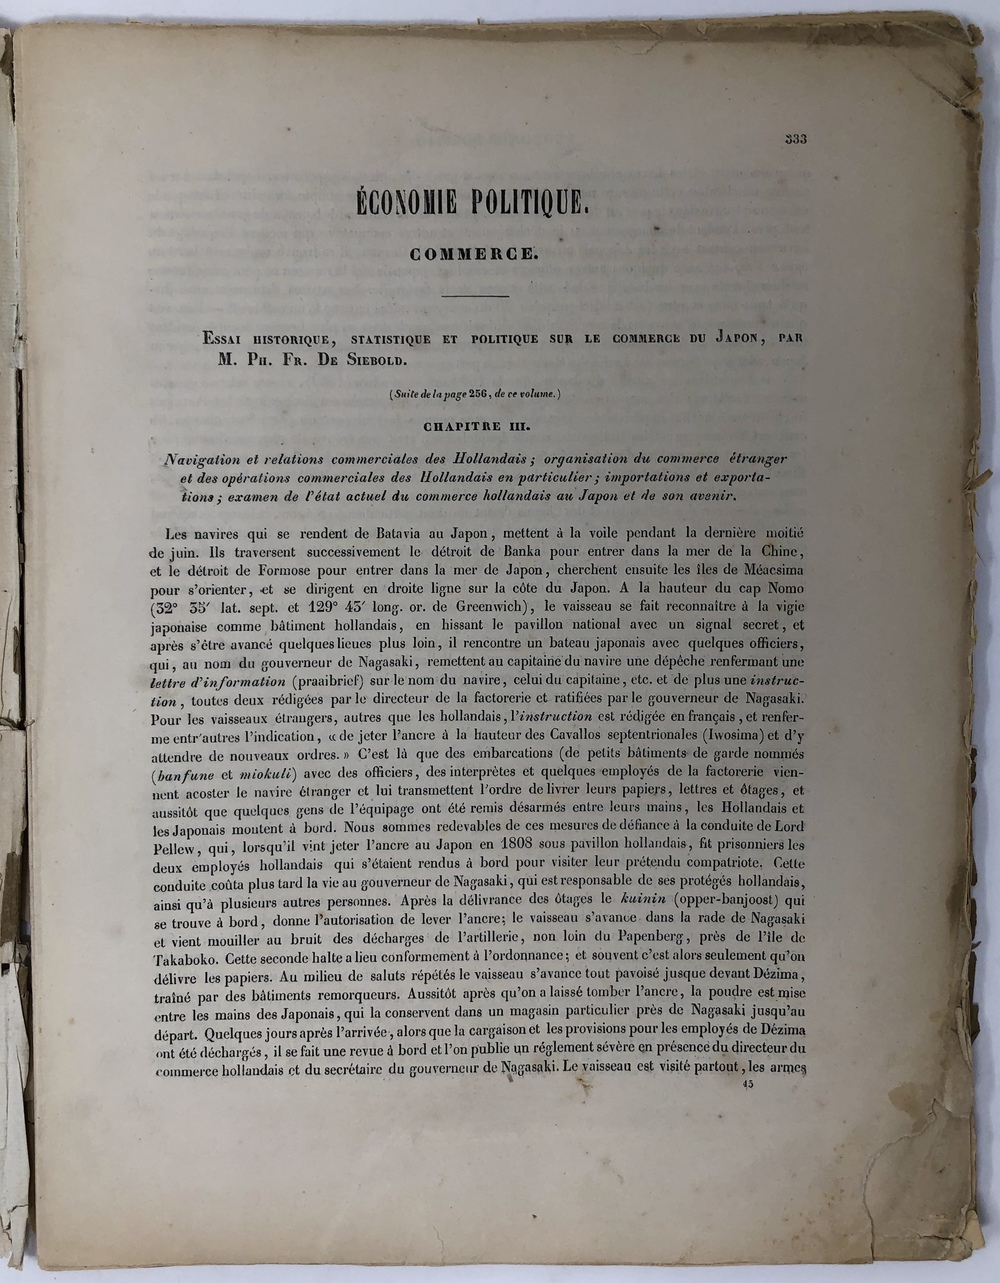 333
ÉCONOMIE POLITIQUE.
COMMERCE.
ESSAI HISTORIQUE, STATISTIQUE ET POLITIQUE SUR LE COMMERCE DU JAPON, PAR
M. PH. FR. DE SIEBOLD.
(Suite de la page 256, de ce volume.)
CHAPITRE III.
Navigation et relations commerciales des Hollandais; organisation du commerce étranger
et des opérations commerciales des Hollandais en particulier; importations et exporta-
tions; examen de l'état actuel du commerce hollandais au Japon et de son avenir.
Les navires qui se rendent de Batavia au Japon, mettent à la voile pendant la dernière moitié
de juin. Ils traversent successivement le détroit de Banka pour entrer dans la mer de la Chine,
et le détroit de Formose pour entrer dans la mer de Japon, cherchent ensuite les îles de Méacsima
pour s'orienter, et se dirigent en droite ligne sur la côte du Japon. A la hauteur du cap Nomo
(32° 35′ lat. sept. et 129° 43′ long. or. de Greenwich), le vaisseau se fait reconnaître à la vigie
japonaise comme bâtiment hollandais, en hissant le pavillon national avec un signal secret, et
après s'être avancé quelques lieues plus loin, il rencontre un bateau japonais avec quelques officiers,
qui, au nom du gouverneur de Nagasaki, remettent au capitaine du navire une dépêche renfermant une
lettre d'information (praaibrief) sur le nom du navire, celui du capitaine, etc. et de plus une instruc-
tion, toutes deux rédigées par le directeur de la factorerie et ratifiées par le gouverneur de Nagasaki.
Pour les vaisseaux étrangers, autres que les hollandais, l'instruction est rédigée en français, et renfer-
me entr'autres l'indication, « de jeter l'ancre à la hauteur des Cavallos septentrionales (Iwosima) et d'y
attendre de nouveaux ordres. » C'est là que des embarcations (de petits bâtiments de garde nommés
(banfune et miokuli) avec des officiers, des interprètes et quelques employés de la factorerie vien-
nent acoster le navire étranger et lui transmettent l'ordre de livrer leurs papiers, lettres et ôtages, et
aussitôt que quelques gens de l'équipage ont été remis désarmés entre leurs mains, les Hollandais et
les Japonais montent à bord. Nous sommes redevables de ces mesures de défiance à la conduite de Lord
Pellew, qui, lorsqu'il vint jeter l'ancre au Japon en 1808 sous pavillon hollandais, fit prisonniers les
deux employés hollandais qui s'étaient rendus à bord pour visiter leur prétendu compatriote. Cette
conduite coûta plus tard la vie au gouverneur de Nagasaki, qui est responsable de ses protégés hollandais,
ainsi qu'à plusieurs autres personnes. Après la délivrance des ôtages le kuinin (opper-banjoost) qui
se trouve à bord, donne l'autorisation de lever l'ancre; le vaisseau s'avance dans la rade de Nagasaki
et vient mouiller au bruit des décharges de l'artillerie, non loin du Papenberg, près de l'île de
Takaboko. Cette seconde halte a lieu conformement à l'ordonnance; et souvent c'est alors seulement qu'on
délivre les papiers. Au milieu de saluts répétés le vaisseau s'avance tout pavoisé jusque devant Dézima,
traîné par des bâtiments remorqueurs. Aussitôt après qu'on a laissé tomber l'ancre, la poudre est mise
entre les mains des Japonais, qui la conservent dans un magasin particulier près de Nagasaki jusqu'au
départ. Quelques jours après l'arrivée, alors que la cargaison et les provisions pour les employés de Dézima
ont été déchargés, il se fait une revue à bord et l'on publie un réglement sévère en présence du directeur du
commerce hollandais et du secrétaire du gouverneur de Nagasaki. Le vaisseau est visité partout, les armes
45